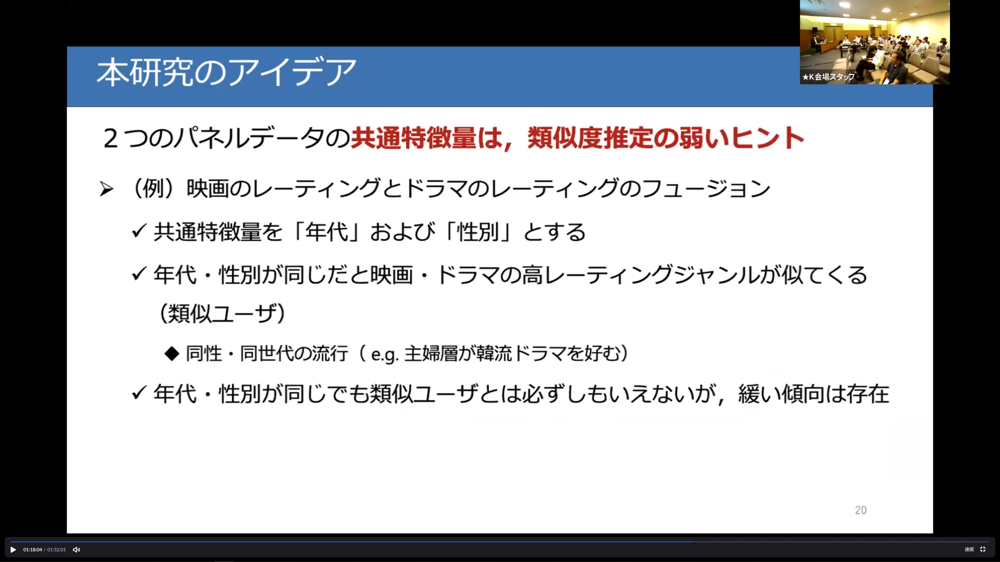 本研究のアイデア
★K会場スタッフ
２つのパネルデータの共通特徴量は，類似度推定の弱いヒント
➢ （例）映画のレーティングとドラマのレーティングのフュージョン
✓ 共通特徴量を「年代」および「性別」とする
✓ 年代・性別が同じだと映画・ドラマの高レーティングジャンルが似てくる
（類似ユーザ）
◆ 同性・同世代の流行（ e.g. 主婦層が韓流ドラマを好む）
✓ 年代・性別が同じでも類似ユーザとは必ずしもいえないが，緩い傾向は存在
20
01:18:04 / 01:52:01
速度